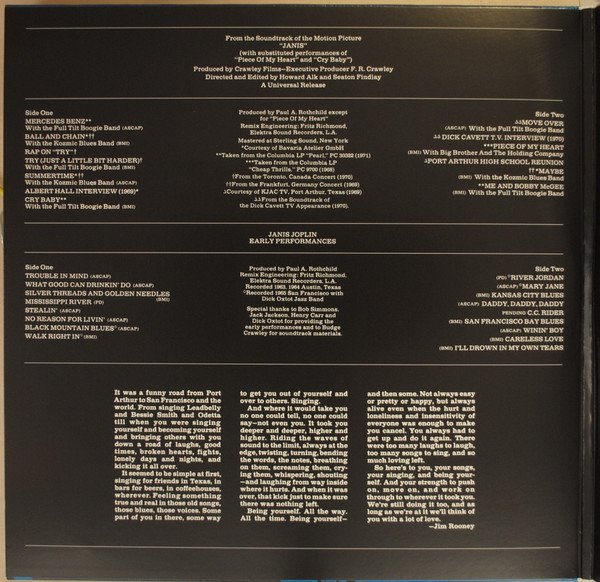 From the Soundtrack of the Motion Picture
"JANIS"
(with substituted performances of
"Piece Of My Heart" and "Cry Baby")
Produced by Crawley Films—Executive Producer F. R. Crawley
Directed and Edited by Howard Alk and Seaton Findlay
A Universal Release
Side One
MERCEDES BENZ**
With the Full Tilt Boogie Band (ASCAP)
BALL AND CHAIN*††
With the Kozmic Blues Band (BMI)
RAP ON "TRY"†
TRY (JUST A LITTLE BIT HARDER)†
With the Full Tilt Boogie Band (BMI)
SUMMERTIME*††
With the Kozmic Blues Band (ASCAP)
ALBERT HALL INTERVIEW (1969)*
CRY BABY**
With the Full Tilt Boogie Band (BMI)
Produced by Paul A. Rothchild except
for "Piece Of My Heart"
Remix Engineering: Fritz Richmond,
Elektra Sound Recorders, L.A.
Mastered at Sterling Sound, New York
*Courtesy of Bavaria Atelier GmbH
**Taken from the Columbia LP "Pearl," PC 30322 (1971)
***Taken from the Columbia LP
"Cheap Thrills," PC 9700 (1968)
†From the Toronto, Canada Concert (1970)
††From the Frankfurt, Germany Concert (1969)
♫Courtesy of KJAC TV, Port Arthur, Texas (1969)
♫♫From the Soundtrack of
the Dick Cavett TV Appearance (1970).
Side Two
♫♫MOVE OVER
(ASCAP) With the Full Tilt Boogie Band
♫♫ DICK CAVETT T.V. INTERVIEW (1970)
***PIECE OF MY HEART
(BMI) With Big Brother And The Holding Company
♫PORT ARTHUR HIGH SCHOOL REUNION
††*MAYBE
(BMI) With the Kozmic Blues Band
**ME AND BOBBY McGEE
(BMI) With the Full Tilt Boogie Band
JANIS JOPLIN
EARLY PERFORMANCES
Side One
TROUBLE IN MIND (ASCAP)
WHAT GOOD CAN DRINKIN' DO (ASCAP)
SILVER THREADS AND GOLDEN NEEDLES
(BMI)
MISSISSIPPI RIVER (PD)
STEALIN' (ASCAP)
NO REASON FOR LIVIN' (ASCAP)
BLACK MOUNTAIN BLUES° (ASCAP)
WALK RIGHT IN° (BMI)
Produced by Paul A. Rothchild
Remix Engineering: Fritz Richmond,
Elektra Sound Recorders, L.A.
Recorded 1963, 1964 Austin, Texas
°Recorded 1965 San Francisco with
Dick Oxtot Jazz Band
Special thanks to Bob Simmons,
Jack Jackson, Henry Carr and
Dick Oxtot for providing the
early performances and to Budge
Crawley for soundtrack materials.
Side Two
(PD) °RIVER JORDAN
(ASCAP) °MARY JANE
(BMI) KANSAS CITY BLUES
(ASCAP) DADDY, DADDY, DADDY
PENDING C.C. RIDER
(BMI) SAN FRANCISCO BAY BLUES
(ASCAP) WININ' BOY
(BMI) CARELESS LOVE
(BMI) I'LL DROWN IN MY OWN TEARS
It was a funny road from Port
Arthur to San Francisco and the
world. From singing Leadbelly
and Bessie Smith and Odetta
till when you were singing
yourself and becoming yourself
and bringing others with you
down a road of laughs, good
times, broken hearts, fights,
lonely days and nights, and
kicking it all over.
It seemed to be simple at first,
singing for friends in Texas, in
bars for beers, in coffeehouses,
wherever. Feeling something
true and real in those old songs,
those blues, those voices. Some
part of you in there, some way
to get you out of yourself and
over to others. Singing.
And where it would take you
no one could tell, no one could
say—not even you. It took you
deeper and deeper, higher and
higher. Riding the waves of
sound to the limit, always at the
edge, twisting, turning, bending
the words, the notes, breathing
on them, screaming them, cry-
ing them, whispering, shouting
—and laughing from way inside
where it hurts. And when it was
over, that kick just to make sure
there was nothing left.
Being yourself. All the way.
All the time. Being yourself—
and then some. Not always easy
or pretty or happy, but always
alive even when the hurt and
loneliness and insensitivity of
everyone was enough to make
you cancel. You always had to
get up and do it again. There
were too many laughs to laugh,
too many songs to sing, and so
much loving left.
So here's to you, your songs,
your singing, and being your-
self. And your strength to push
on, move on, and work on
through to wherever it took you.
We're still doing it too, and as
long as we're at it we'll think of
you with a lot of love.
—Jim Rooney